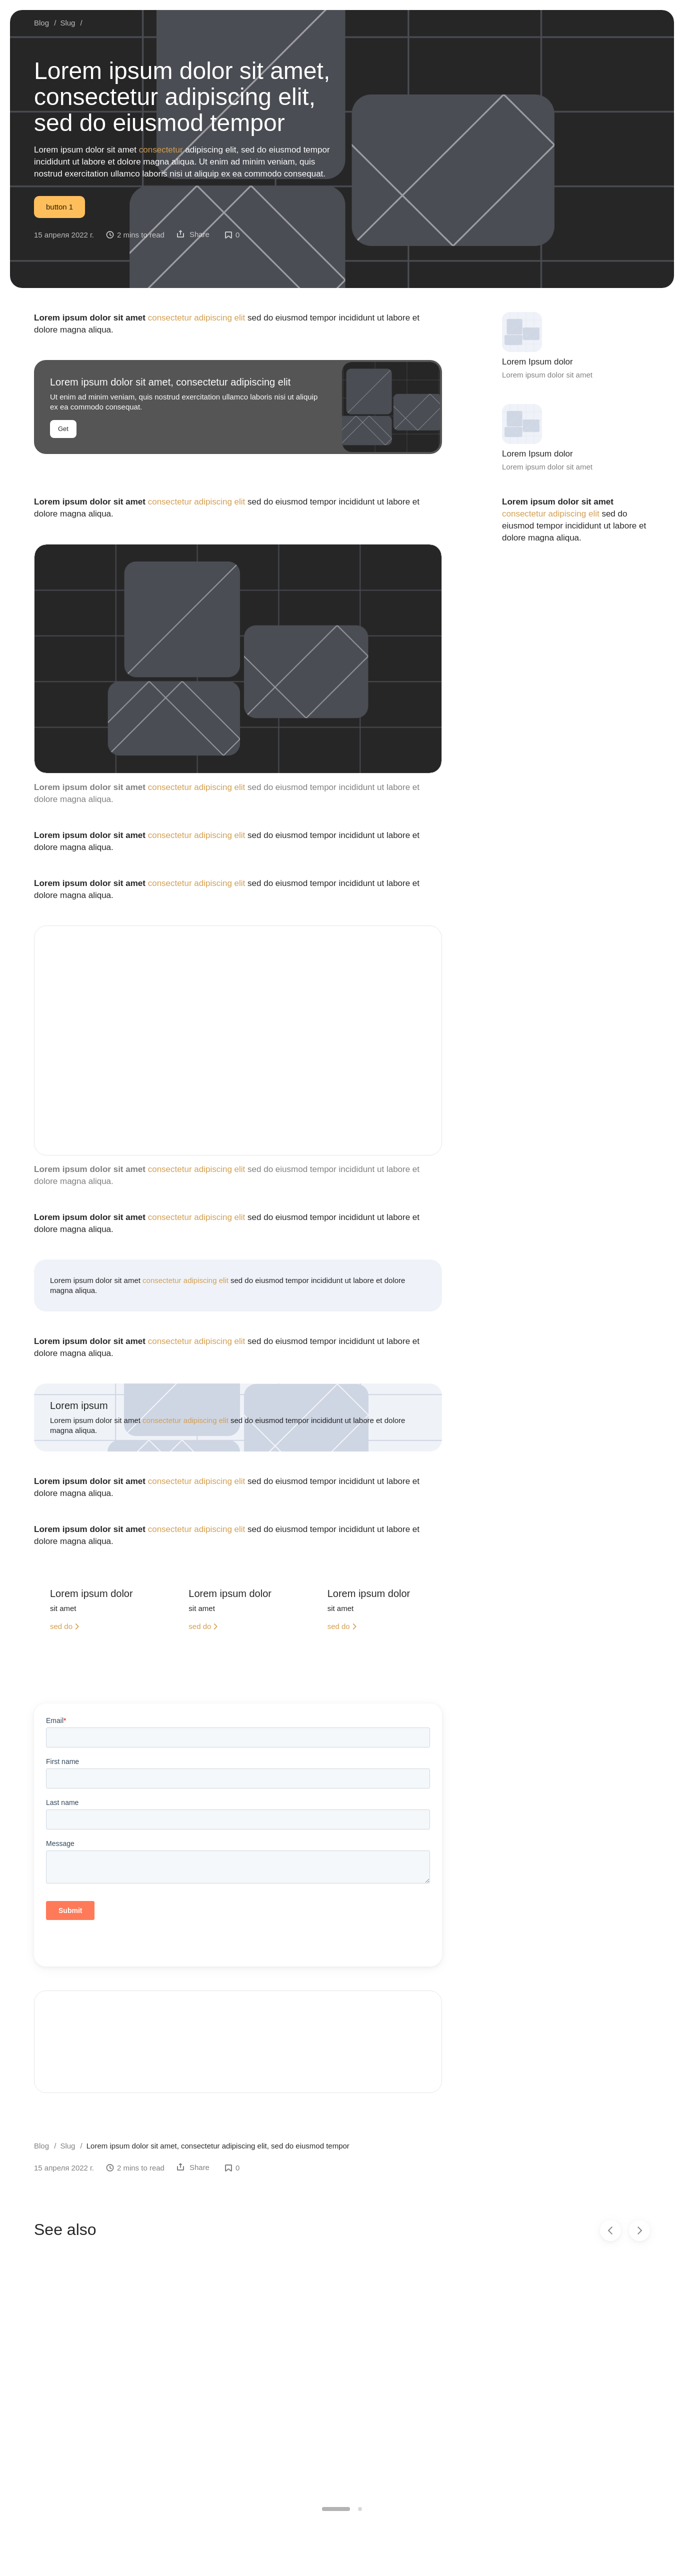 Blog / Slug /
Lorem ipsum dolor sit amet,
consectetur adipiscing elit,
sed do eiusmod tempor
Lorem ipsum dolor sit amet consectetur adipiscing elit, sed do eiusmod tempor
incididunt ut labore et dolore magna aliqua. Ut enim ad minim veniam, quis
nostrud exercitation ullamco laboris nisi ut aliquip ex ea commodo consequat.
button 1
15 апреля 2022 г. 2 mins to read Share 0
Lorem ipsum dolor sit amet consectetur adipiscing elit sed do eiusmod tempor incididunt ut labore et
dolore magna aliqua.
Lorem ipsum dolor sit amet, consectetur adipiscing elit
Ut enim ad minim veniam, quis nostrud exercitation ullamco laboris nisi ut aliquip
ex ea commodo consequat.
Get
Lorem ipsum dolor sit amet consectetur adipiscing elit sed do eiusmod tempor incididunt ut labore et
dolore magna aliqua.
Lorem ipsum dolor sit amet consectetur adipiscing elit sed do eiusmod tempor incididunt ut labore et
dolore magna aliqua.
Lorem ipsum dolor sit amet consectetur adipiscing elit sed do eiusmod tempor incididunt ut labore et
dolore magna aliqua.
Lorem ipsum dolor sit amet consectetur adipiscing elit sed do eiusmod tempor incididunt ut labore et
dolore magna aliqua.
Lorem ipsum dolor sit amet consectetur adipiscing elit sed do eiusmod tempor incididunt ut labore et
dolore magna aliqua.
Lorem ipsum dolor sit amet consectetur adipiscing elit sed do eiusmod tempor incididunt ut labore et
dolore magna aliqua.
Lorem ipsum dolor sit amet consectetur adipiscing elit sed do eiusmod tempor incididunt ut labore et dolore
magna aliqua.
Lorem ipsum dolor sit amet consectetur adipiscing elit sed do eiusmod tempor incididunt ut labore et
dolore magna aliqua.
Lorem ipsum
Lorem ipsum dolor sit amet consectetur adipiscing elit sed do eiusmod tempor incididunt ut labore et dolore
magna aliqua.
Lorem ipsum dolor sit amet consectetur adipiscing elit sed do eiusmod tempor incididunt ut labore et
dolore magna aliqua.
Lorem ipsum dolor sit amet consectetur adipiscing elit sed do eiusmod tempor incididunt ut labore et
dolore magna aliqua.
Lorem ipsum dolor
sit amet
sed do
Lorem ipsum dolor
sit amet
sed do
Lorem ipsum dolor
sit amet
sed do
Email*
First name
Last name
Message
Submit
Lorem Ipsum dolor
Lorem ipsum dolor sit amet
Lorem Ipsum dolor
Lorem ipsum dolor sit amet
Lorem ipsum dolor sit amet
consectetur adipiscing elit sed do
eiusmod tempor incididunt ut labore et
dolore magna aliqua.
Blog / Slug / Lorem ipsum dolor sit amet, consectetur adipiscing elit, sed do eiusmod tempor
15 апреля 2022 г. 2 mins to read Share 0
See also